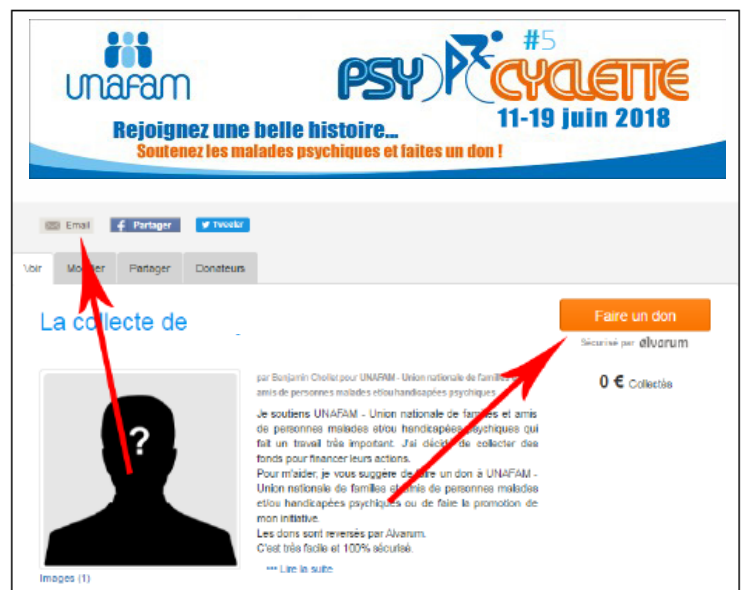 unafam
PSYCYCLETTE #5
11-19 juin 2018
Rejoignez une belle histoire...
Soutenez les malades psychiques et faites un don !
Email Partager Tweeter
Voir Modifier Partager Donateurs
La collecte de
Faire un don
Sécurisé par alvarum
0 € Collectés
par Benjamin Chollet pour UNAFAM - Union nationale de familles
amis de personnes malades et/ou handicapées psychiques
Je soutiens UNAFAM - Union nationale de familles et amis
de personnes malades et/ou handicapées psychiques qui
fait un travail très important. J'ai décidé de collecter des
fonds pour financer leurs actions.
Pour m'aider, je vous suggère de faire un don à UNAFAM -
Union nationale de familles et amis de personnes malades
et/ou handicapées psychiques ou de faire la promotion de
mon initiative.
Les dons sont reversés par Alvarum.
C'est très facile et 100% sécurisé.
••• Lire la suite
?
Images (1)